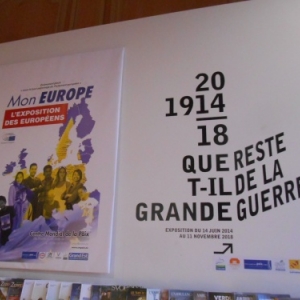 Mon EUROPE
L'EXPOSITION DES EUROPÉENS
20
1914
18
QUE RESTE
T-IL DE LA
GRANDE GUERRE
EXPOSITION DU 14 JUIN 2014
AU 11 NOVEMBRE 2018